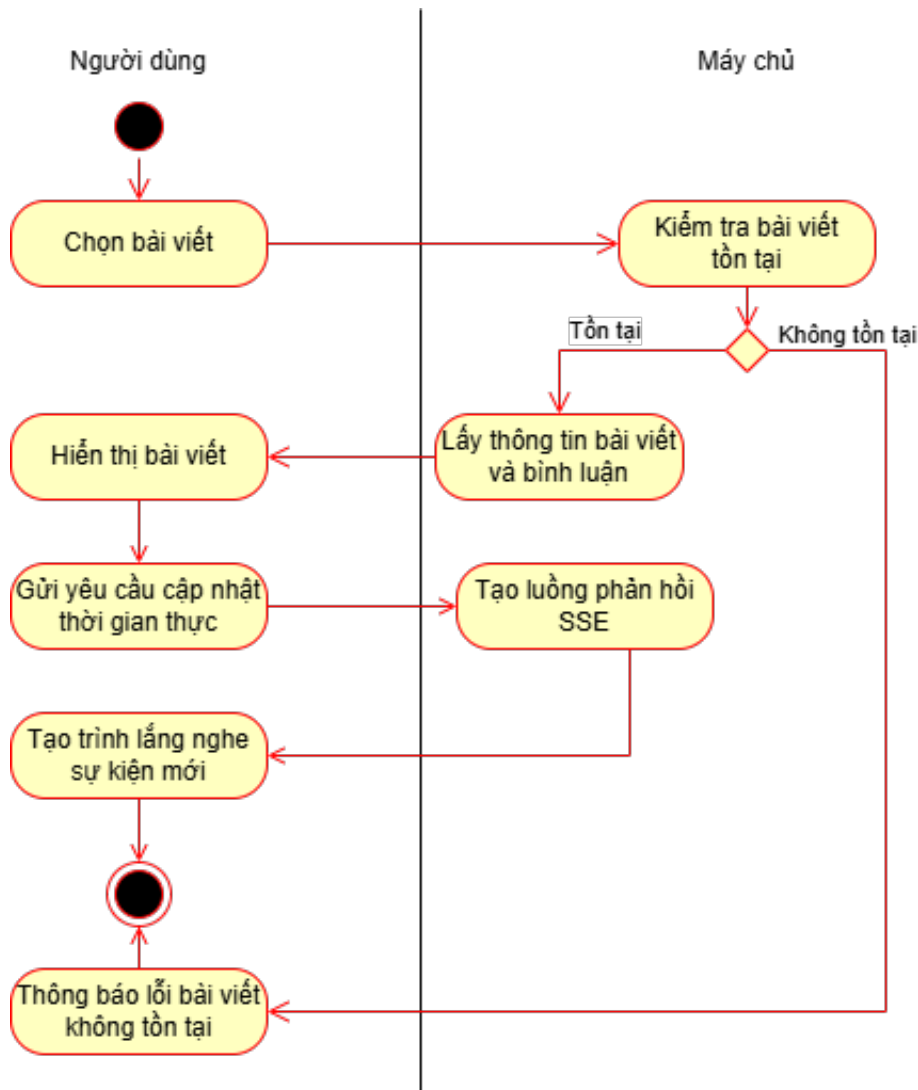 Người dùng
Máy chủ
Chọn bài viết
Kiểm tra bài viết
tồn tại
Tồn tại
Không tồn tại
Hiển thị bài viết
Lấy thông tin bài viết
và bình luận
Gửi yêu cầu cập nhật
thời gian thực
Tạo luồng phản hồi
SSE
Tạo trình lắng nghe
sự kiện mới
Thông báo lỗi bài viết
không tồn tại